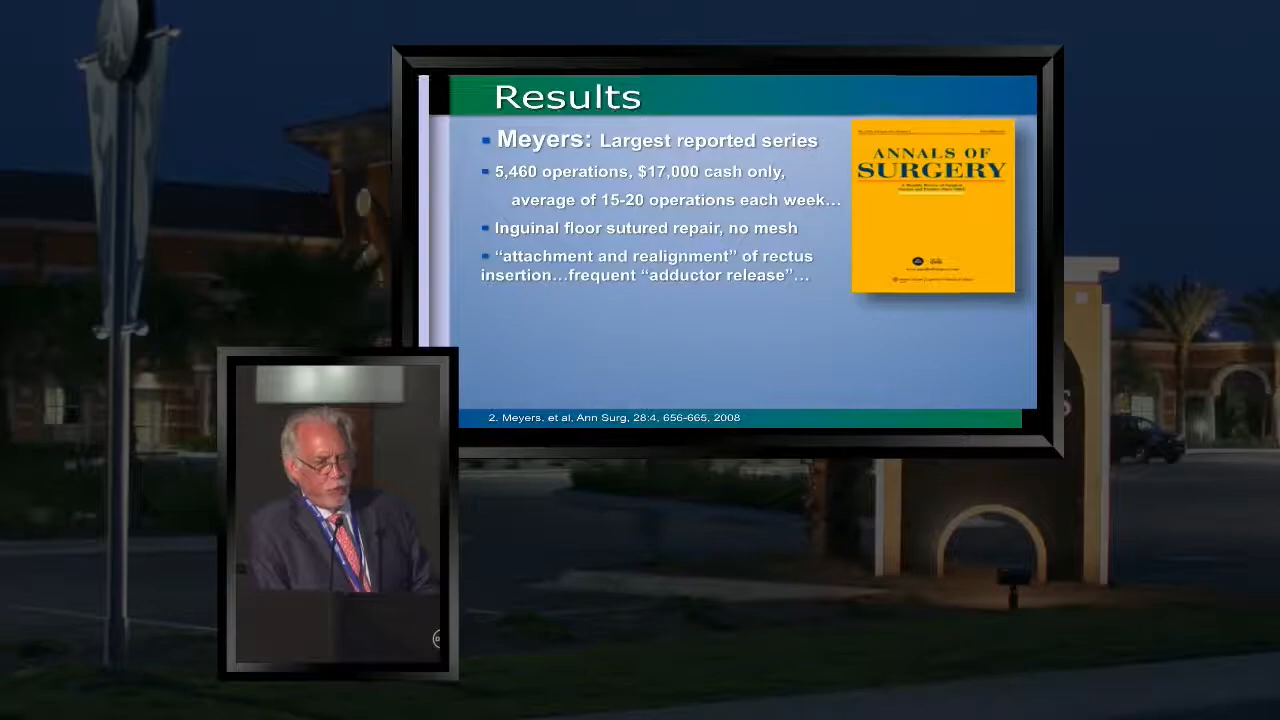 Results
Meyers: Largest reported series
5,460 operations, $17,000 cash only,
average of 15-20 operations each week…
Inguinal floor sutured repair, no mesh
“attachment and realignment” of rectus
insertion…frequent “adductor release”…
ANNALS OF
SURGERY
2. Meyers, et al, Ann Surg, 28:4, 656-665, 2008